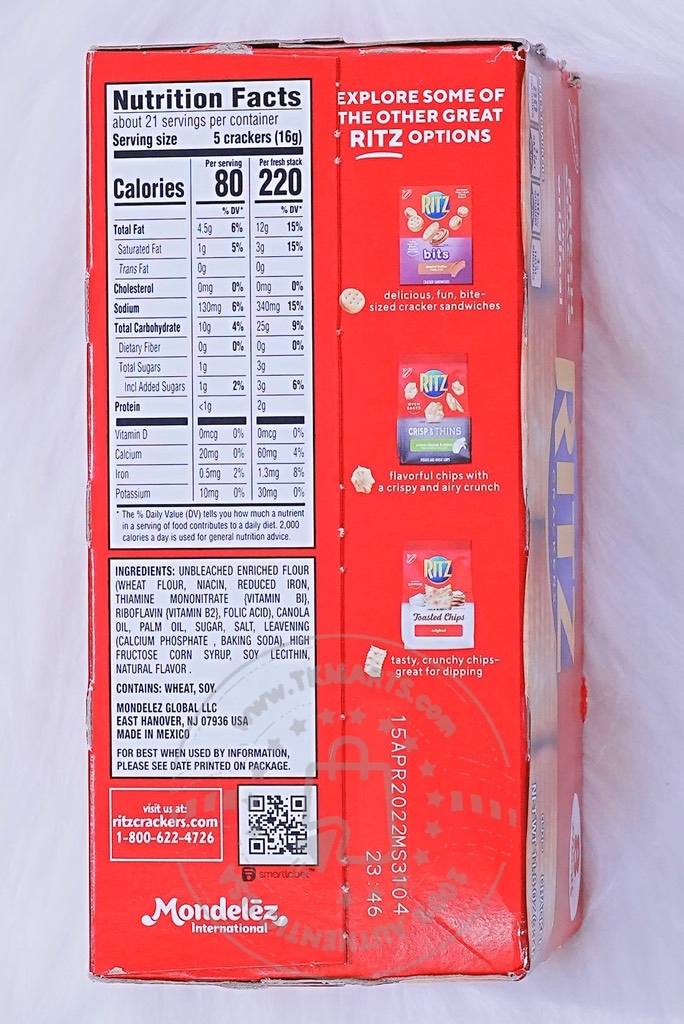 Nutrition Facts
about 21 servings per container
Serving size 5 crackers (16g)
Per serving Per fresh stack
Calories 80 220
% DV* % DV*
Total Fat 4.5g 6% 12g 15%
Saturated Fat 1g 5% 3g 15%
Trans Fat 0g 0g
Cholesterol 0mg 0% 0mg 0%
Sodium 130mg 6% 340mg 15%
Total Carbohydrate 10g 4% 25g 9%
Dietary Fiber 0g 0% 0g 0%
Total Sugars 1g 3g
Incl Added Sugars 1g 2% 3g 6%
Protein <1g 2g
Vitamin D 0mcg 0% 0mcg 0%
Calcium 20mg 0% 60mg 4%
Iron 0.5mg 2% 1.3mg 8%
Potassium 10mg 0% 30mg 0%
* The % Daily Value (DV) tells you how much a nutrient
in a serving of food contributes to a daily diet. 2,000
calories a day is used for general nutrition advice.
INGREDIENTS: UNBLEACHED ENRICHED FLOUR
(WHEAT FLOUR, NIACIN, REDUCED IRON,
THIAMINE MONONITRATE {VITAMIN BI},
RIBOFLAVIN {VITAMIN B2}, FOLIC ACID), CANOLA
OIL, PALM OIL, SUGAR, SALT, LEAVENING
(CALCIUM PHOSPHATE , BAKING SODA), HIGH
FRUCTOSE CORN SYRUP, SOY LECITHIN,
NATURAL FLAVOR .
CONTAINS: WHEAT, SOY.
MONDELEZ GLOBAL LLC
EAST HANOVER, NJ 07936 USA
MADE IN MEXICO
FOR BEST WHEN USED BY INFORMATION,
PLEASE SEE DATE PRINTED ON PACKAGE.
visit us at:
ritzcrackers.com
1-800-622-4726
smartlabel
Mondelēz
International
EXPLORE SOME OF
THE OTHER GREAT
RITZ OPTIONS
RITZ
bits
delicious, fun, bite-
sized cracker sandwiches
RITZ
OVEN
BAKED
CRISP & THINS
flavorful chips with
a crispy and airy crunch
RITZ
Toasted Chips
original
tasty, crunchy chips-
great for dipping
15APR2022MS3104
23:46
RITZ
www.TKMARTS.com
100% AUTHENTIC